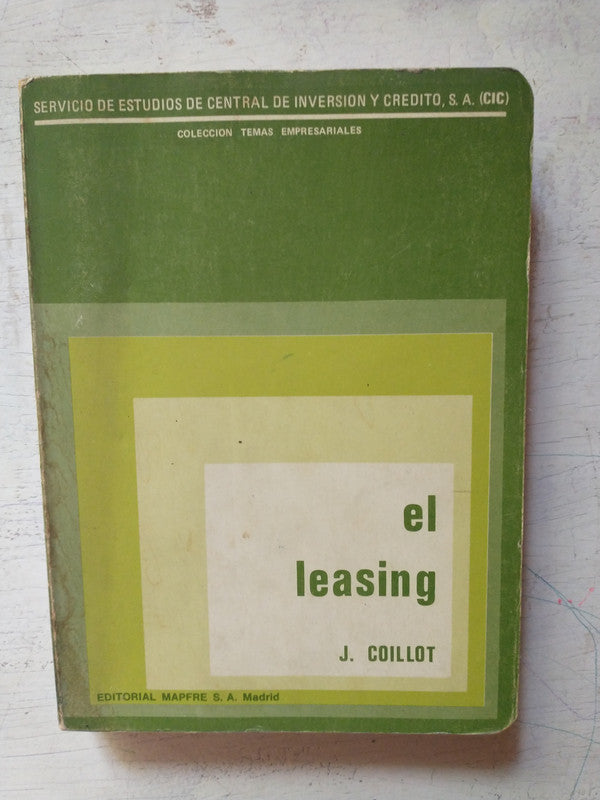 SERVICIO DE ESTUDIOS DE CENTRAL DE INVERSION Y CREDITO, S. A. (CIC)
COLECCION TEMAS EMPRESARIALES
el
leasing
J. COILLOT
EDITORIAL MAPFRE S. A. Madrid